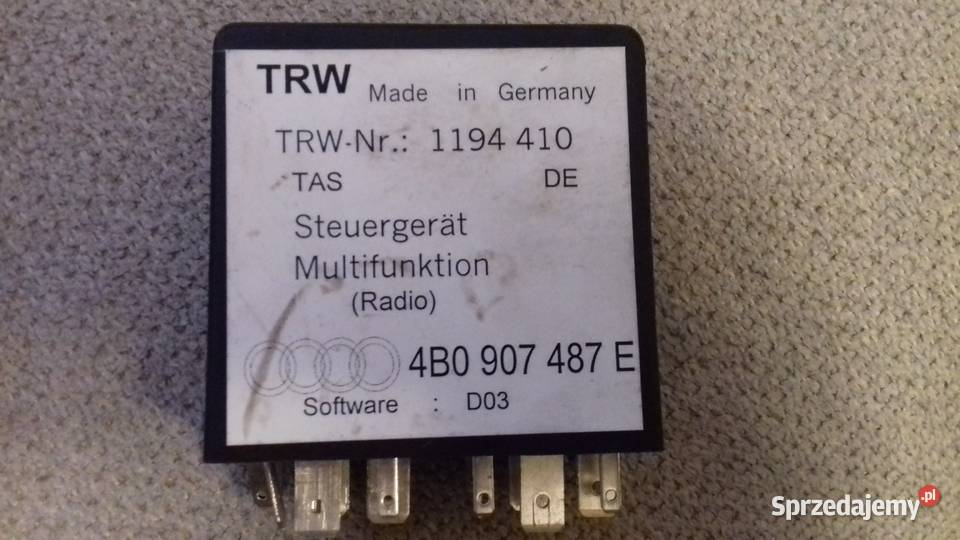 TRW Made in Germany
TRW-Nr.: 1194 410
TAS DE
Steuergerät
Multifunktion
(Radio)
4B0 907 487 E
Software : D03
Sprzedajemy.pl